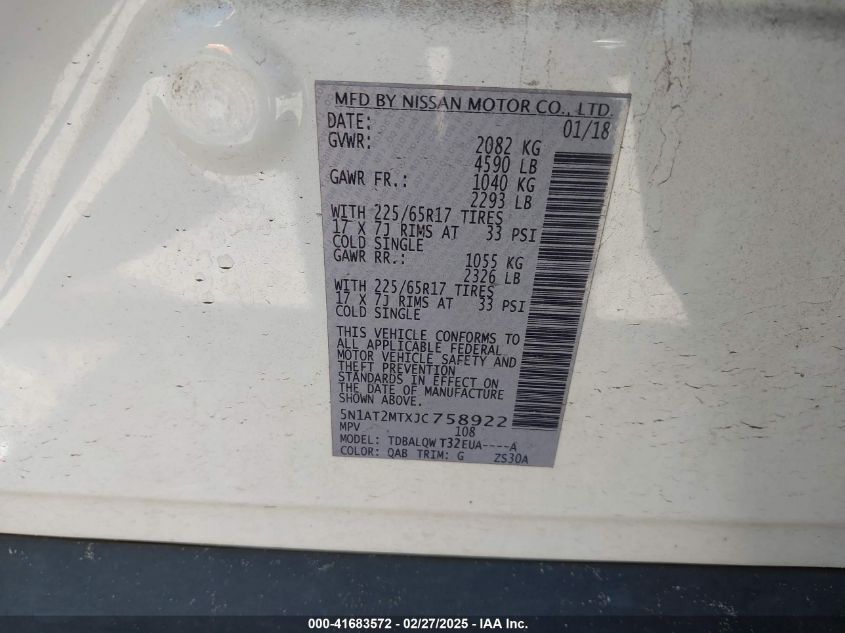 MFD BY NISSAN MOTOR CO., LTD.
DATE: 01/18
GVWR: 2082 KG
4590 LB
GAWR FR.: 1040 KG
2293 LB
WITH 225/65R17 TIRES
17 X 7J RIMS AT 33 PSI
COLD SINGLE
GAWR RR.: 1055 KG
2326 LB
WITH 225/65R17 TIRES
17 X 7J RIMS AT 33 PSI
COLD SINGLE
THIS VEHICLE CONFORMS TO
ALL APPLICABLE FEDERAL
MOTOR VEHICLE SAFETY AND
THEFT PREVENTION
STANDARDS IN EFFECT ON
THE DATE OF MANUFACTURE
SHOWN ABOVE.
5N1AT2MTXJC758922
MPV 108
MODEL: TDBALQWT32EUA----A
COLOR: QAB TRIM: G ZS30A
000-41683572 - 02/27/2025 - IAA Inc.